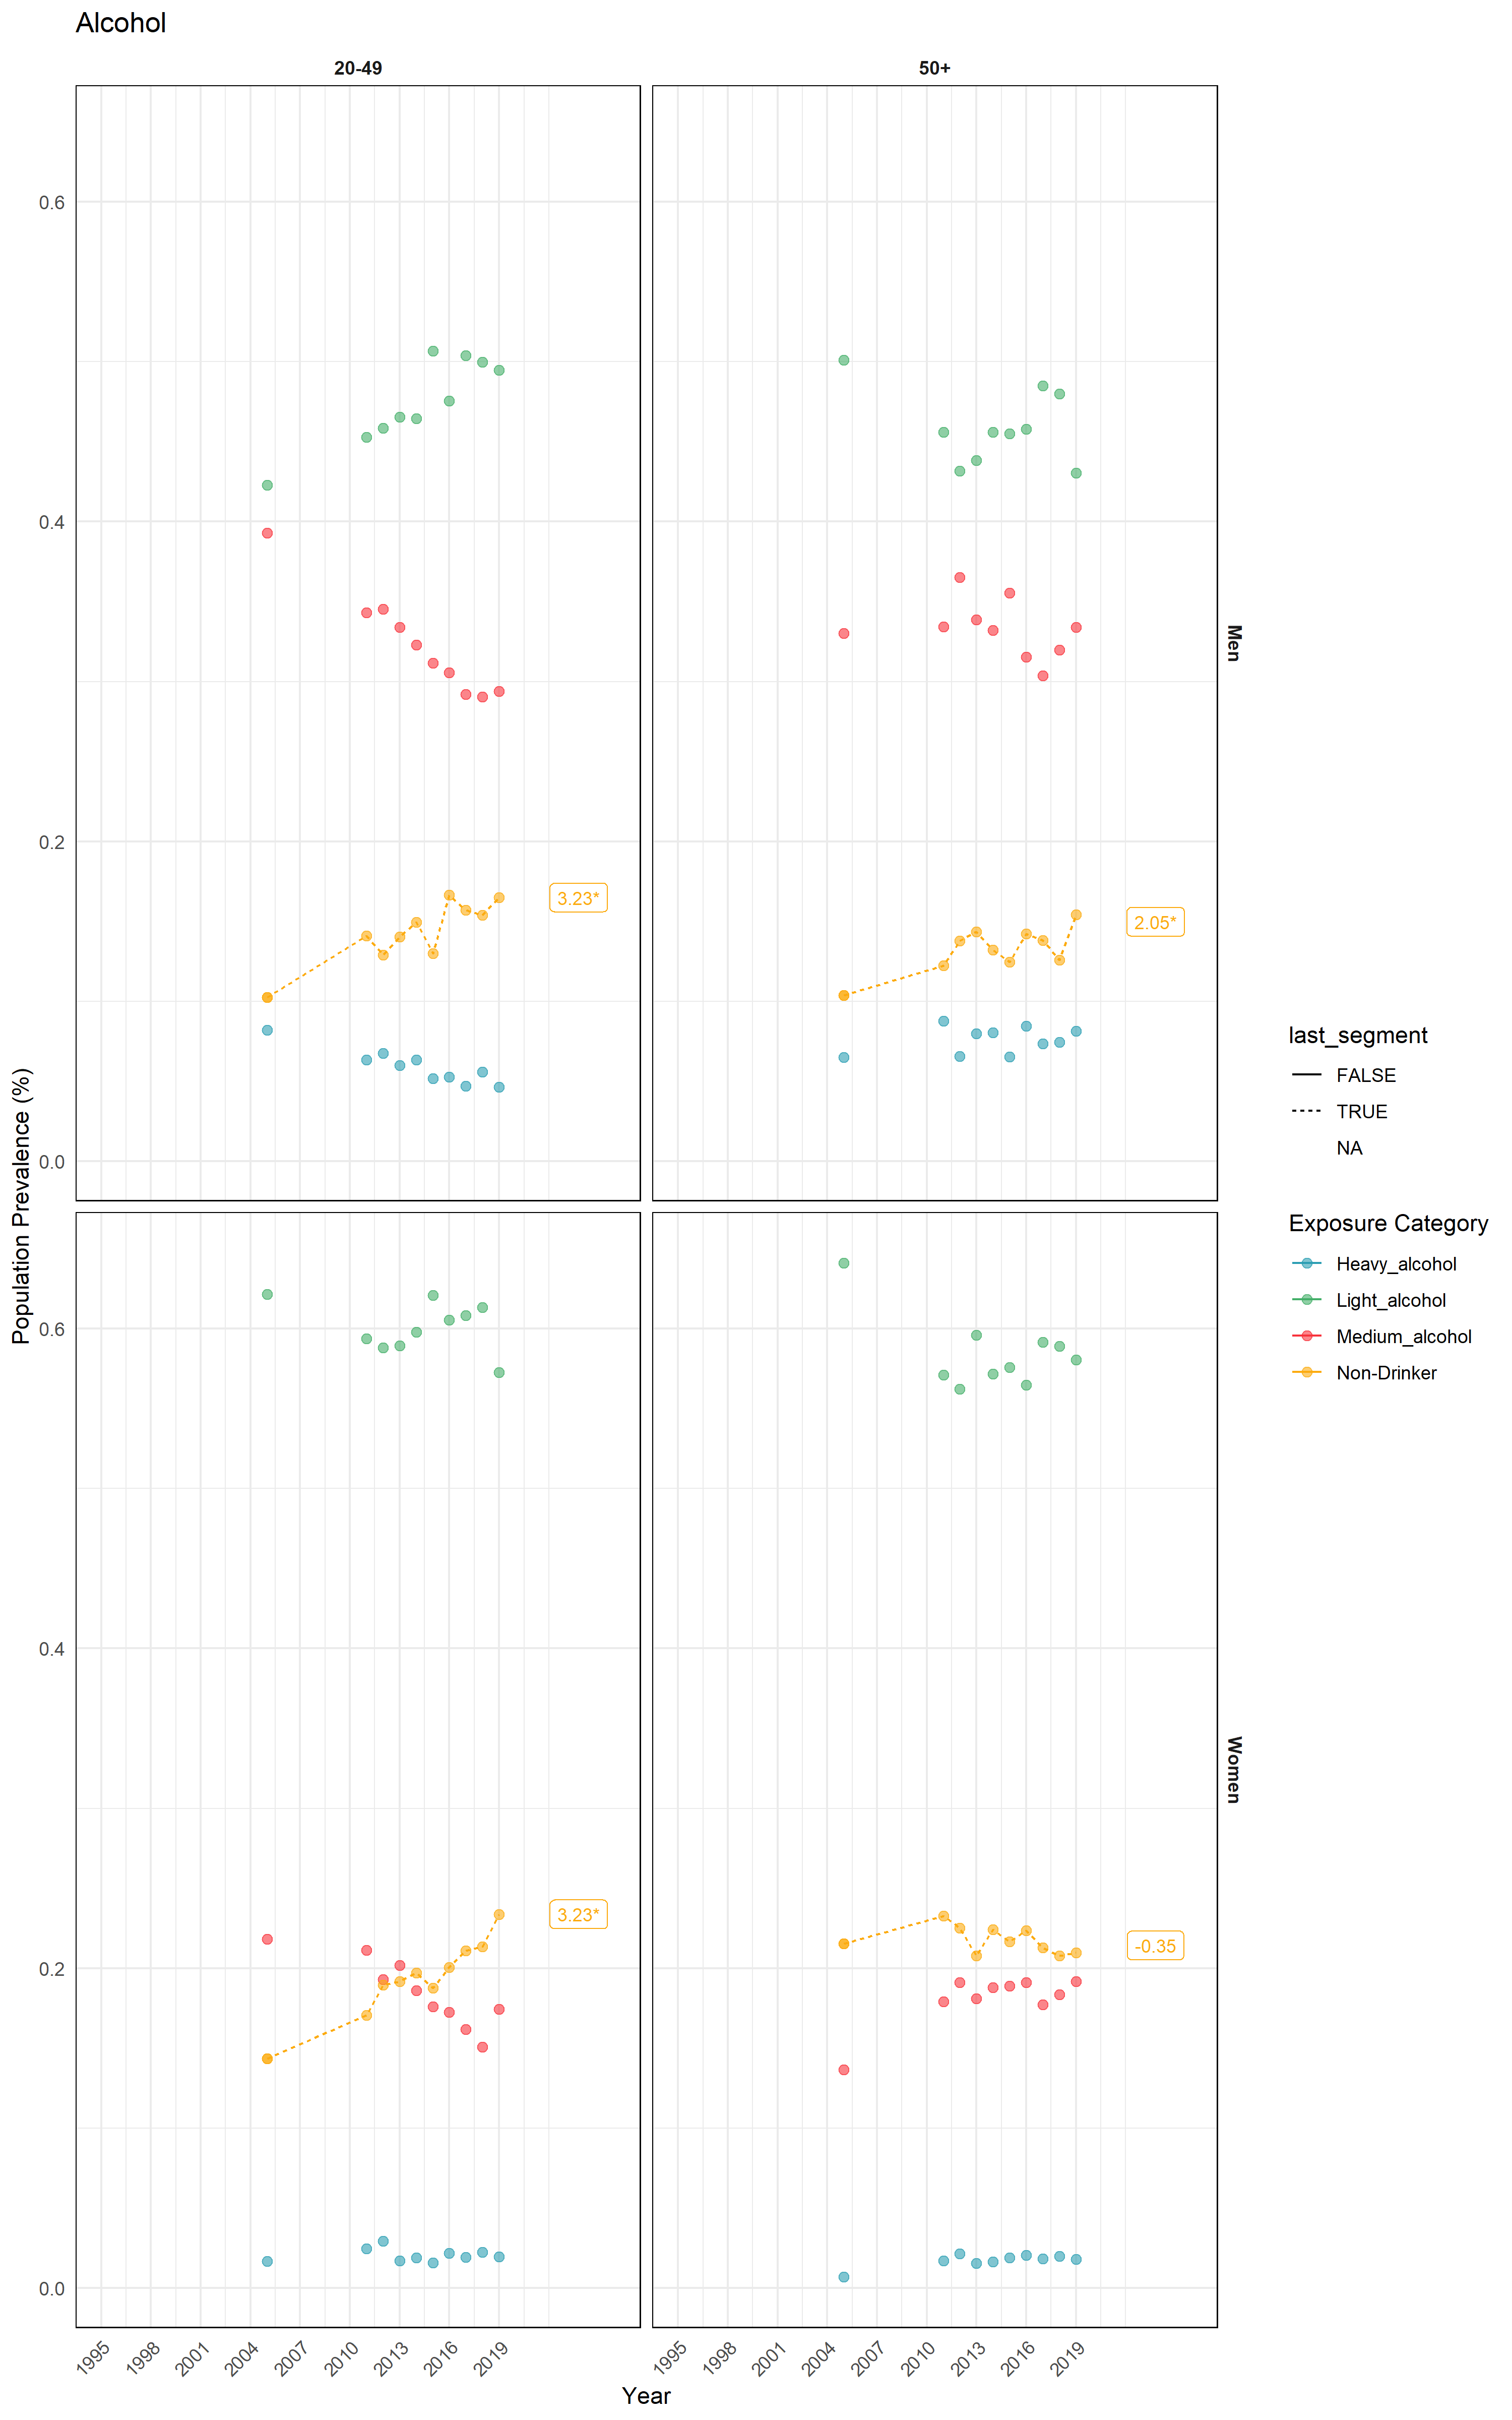 Alcohol
20-49
50+
0.6
0.4
0.2
0.0
3.23*
2.05*
Men
0.6
0.4
0.2
0.0
3.23*
-0.35
Women
Population Prevalence (%)
1995
1998
2001
2004
2007
2010
2013
2016
2019
1995
1998
2001
2004
2007
2010
2013
2016
2019
Year
last_segment
FALSE
TRUE
NA
Exposure Category
Heavy_alcohol
Light_alcohol
Medium_alcohol
Non-Drinker